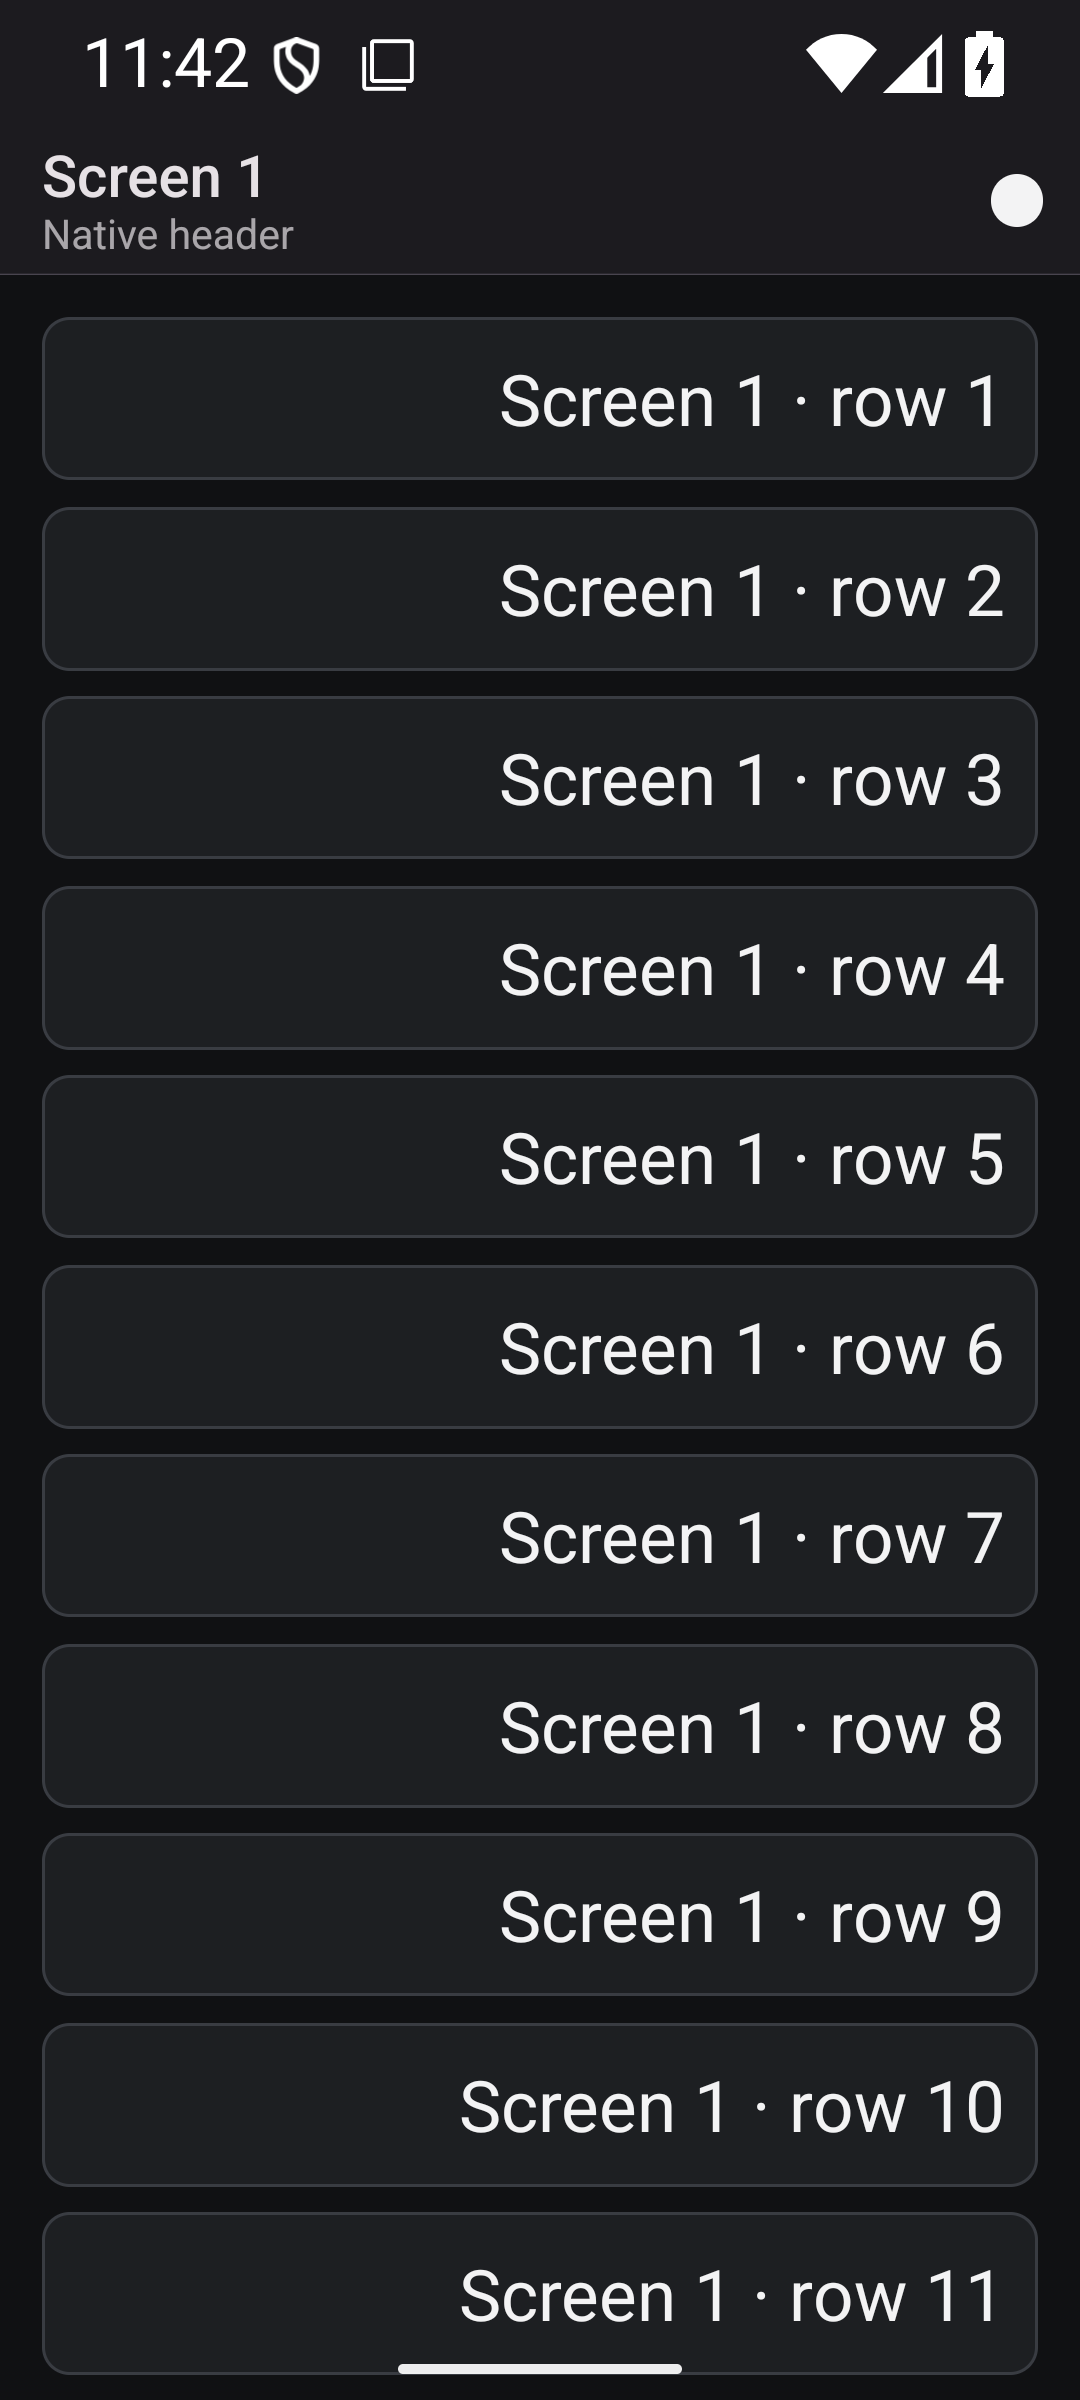 11:42
Screen 1
Native header
Screen 1 · row 1
Screen 1 · row 2
Screen 1 · row 3
Screen 1 · row 4
Screen 1 · row 5
Screen 1 · row 6
Screen 1 · row 7
Screen 1 · row 8
Screen 1 · row 9
Screen 1 · row 10
Screen 1 · row 11